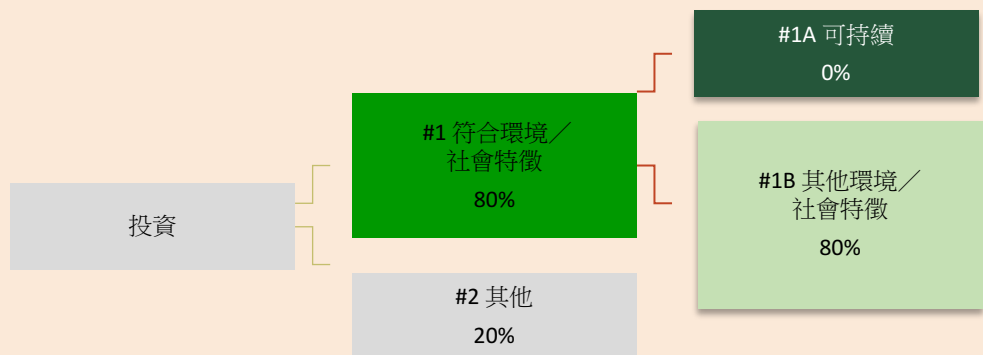 投資
#1 符合環境／
社會特徵
80%
#2 其他
20%
#1A 可持續
0%
#1B 其他環境／
社會特徵
80%